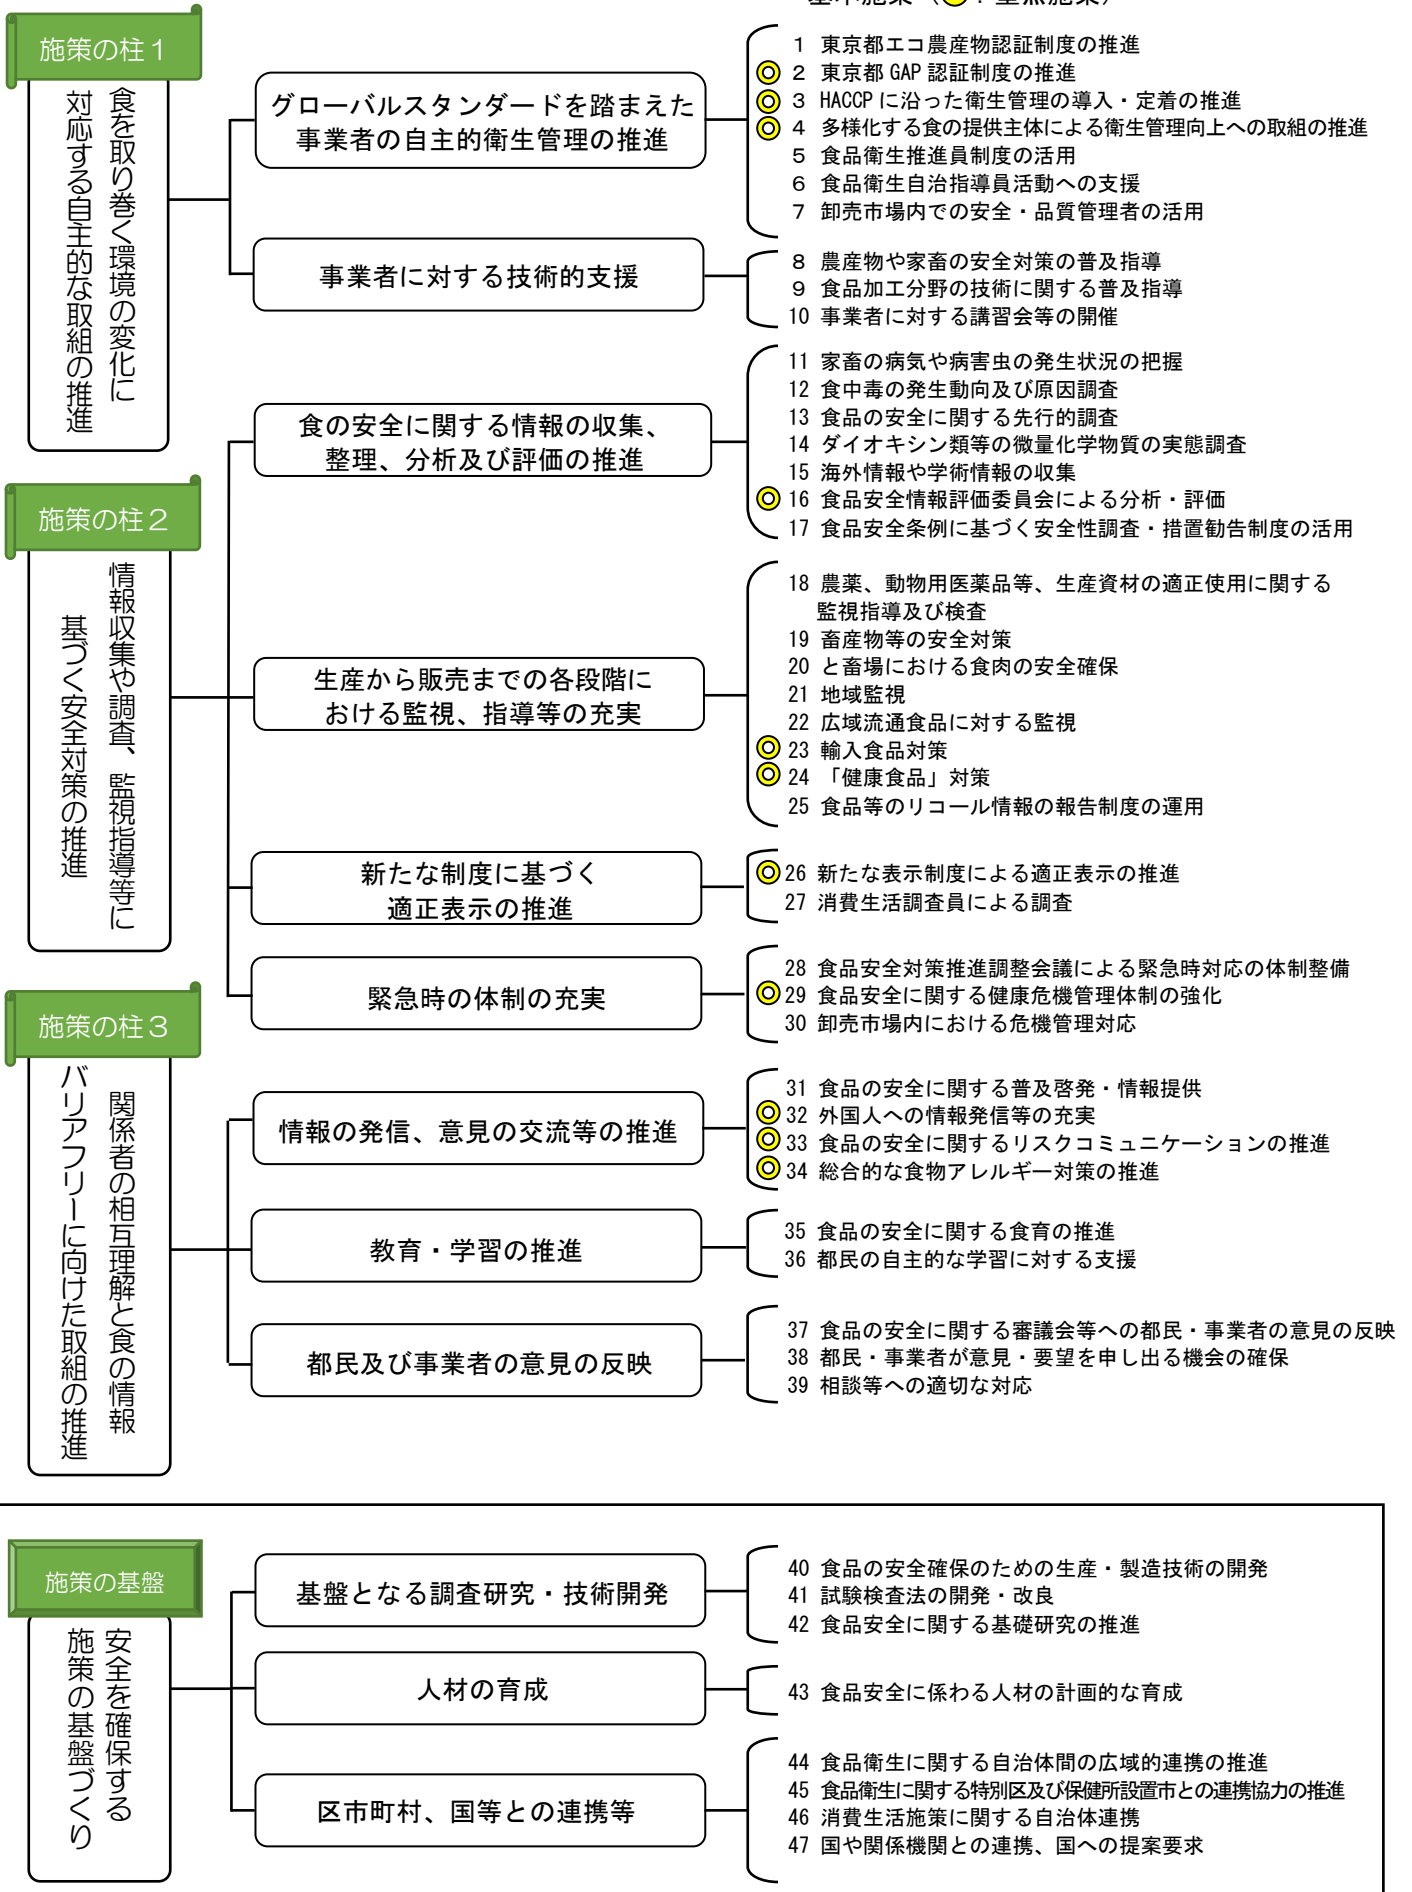 基本施策（◎：重点施策）
施策の柱１
食を取り巻く環境の変化に
対応する自主的な取組の推進
グローバルスタンダードを踏まえた
事業者の自主的衛生管理の推進
1 東京都エコ農産物認証制度の推進
◎ 2 東京都 GAP 認証制度の推進
◎ 3 HACCP に沿った衛生管理の導入・定着の推進
◎ 4 多様化する食の提供主体による衛生管理向上への取組の推進
5 食品衛生推進員制度の活用
6 食品衛生自治指導員活動への支援
7 卸売市場内での安全・品質管理者の活用
事業者に対する技術的支援
8 農産物や家畜の安全対策の普及指導
9 食品加工分野の技術に関する普及指導
10 事業者に対する講習会等の開催
施策の柱２
情報収集や調査、監視指導等に
基づく安全対策の推進
食の安全に関する情報の収集、
整理、分析及び評価の推進
11 家畜の病気や病害虫の発生状況の把握
12 食中毒の発生動向及び原因調査
13 食品の安全に関する先行的調査
14 ダイオキシン類等の微量化学物質の実態調査
15 海外情報や学術情報の収集
◎ 16 食品安全情報評価委員会による分析・評価
17 食品安全条例に基づく安全性調査・措置勧告制度の活用
生産から販売までの各段階に
おける監視、指導等の充実
18 農薬、動物用医薬品等、生産資材の適正使用に関する
監視指導及び検査
19 畜産物等の安全対策
20 と畜場における食肉の安全確保
21 地域監視
22 広域流通食品に対する監視
◎ 23 輸入食品対策
◎ 24 「健康食品」対策
25 食品等のリコール情報の報告制度の運用
新たな制度に基づく
適正表示の推進
◎ 26 新たな表示制度による適正表示の推進
27 消費生活調査員による調査
緊急時の体制の充実
28 食品安全対策推進調整会議による緊急時対応の体制整備
◎ 29 食品安全に関する健康危機管理体制の強化
30 卸売市場内における危機管理対応
施策の柱３
関係者の相互理解と食の情報
バリアフリーに向けた取組の推進
情報の発信、意見の交流等の推進
31 食品の安全に関する普及啓発・情報提供
◎ 32 外国人への情報発信等の充実
◎ 33 食品の安全に関するリスクコミュニケーションの推進
◎ 34 総合的な食物アレルギー対策の推進
教育・学習の推進
35 食品の安全に関する食育の推進
36 都民の自主的な学習に対する支援
都民及び事業者の意見の反映
37 食品の安全に関する審議会等への都民・事業者の意見の反映
38 都民・事業者が意見・要望を申し出る機会の確保
39 相談等への適切な対応
施策の基盤
安全を確保する
施策の基盤づくり
基盤となる調査研究・技術開発
40 食品の安全確保のための生産・製造技術の開発
41 試験検査法の開発・改良
42 食品安全に関する基礎研究の推進
人材の育成
43 食品安全に係わる人材の計画的な育成
区市町村、国等との連携等
44 食品衛生に関する自治体間の広域的連携の推進
45 食品衛生に関する特別区及び保健所設置市との連携協力の推進
46 消費生活施策に関する自治体連携
47 国や関係機関との連携、国への提案要求